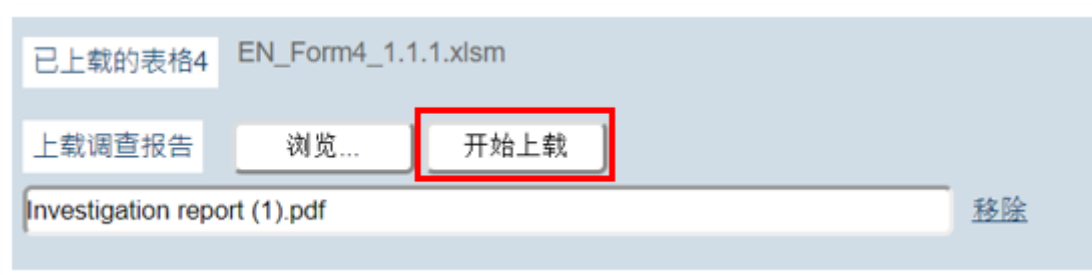 已上载的表格4 EN_Form4_1.1.1.xlsm
上载调查报告 浏览... 开始上载
Investigation report (1).pdf 移除